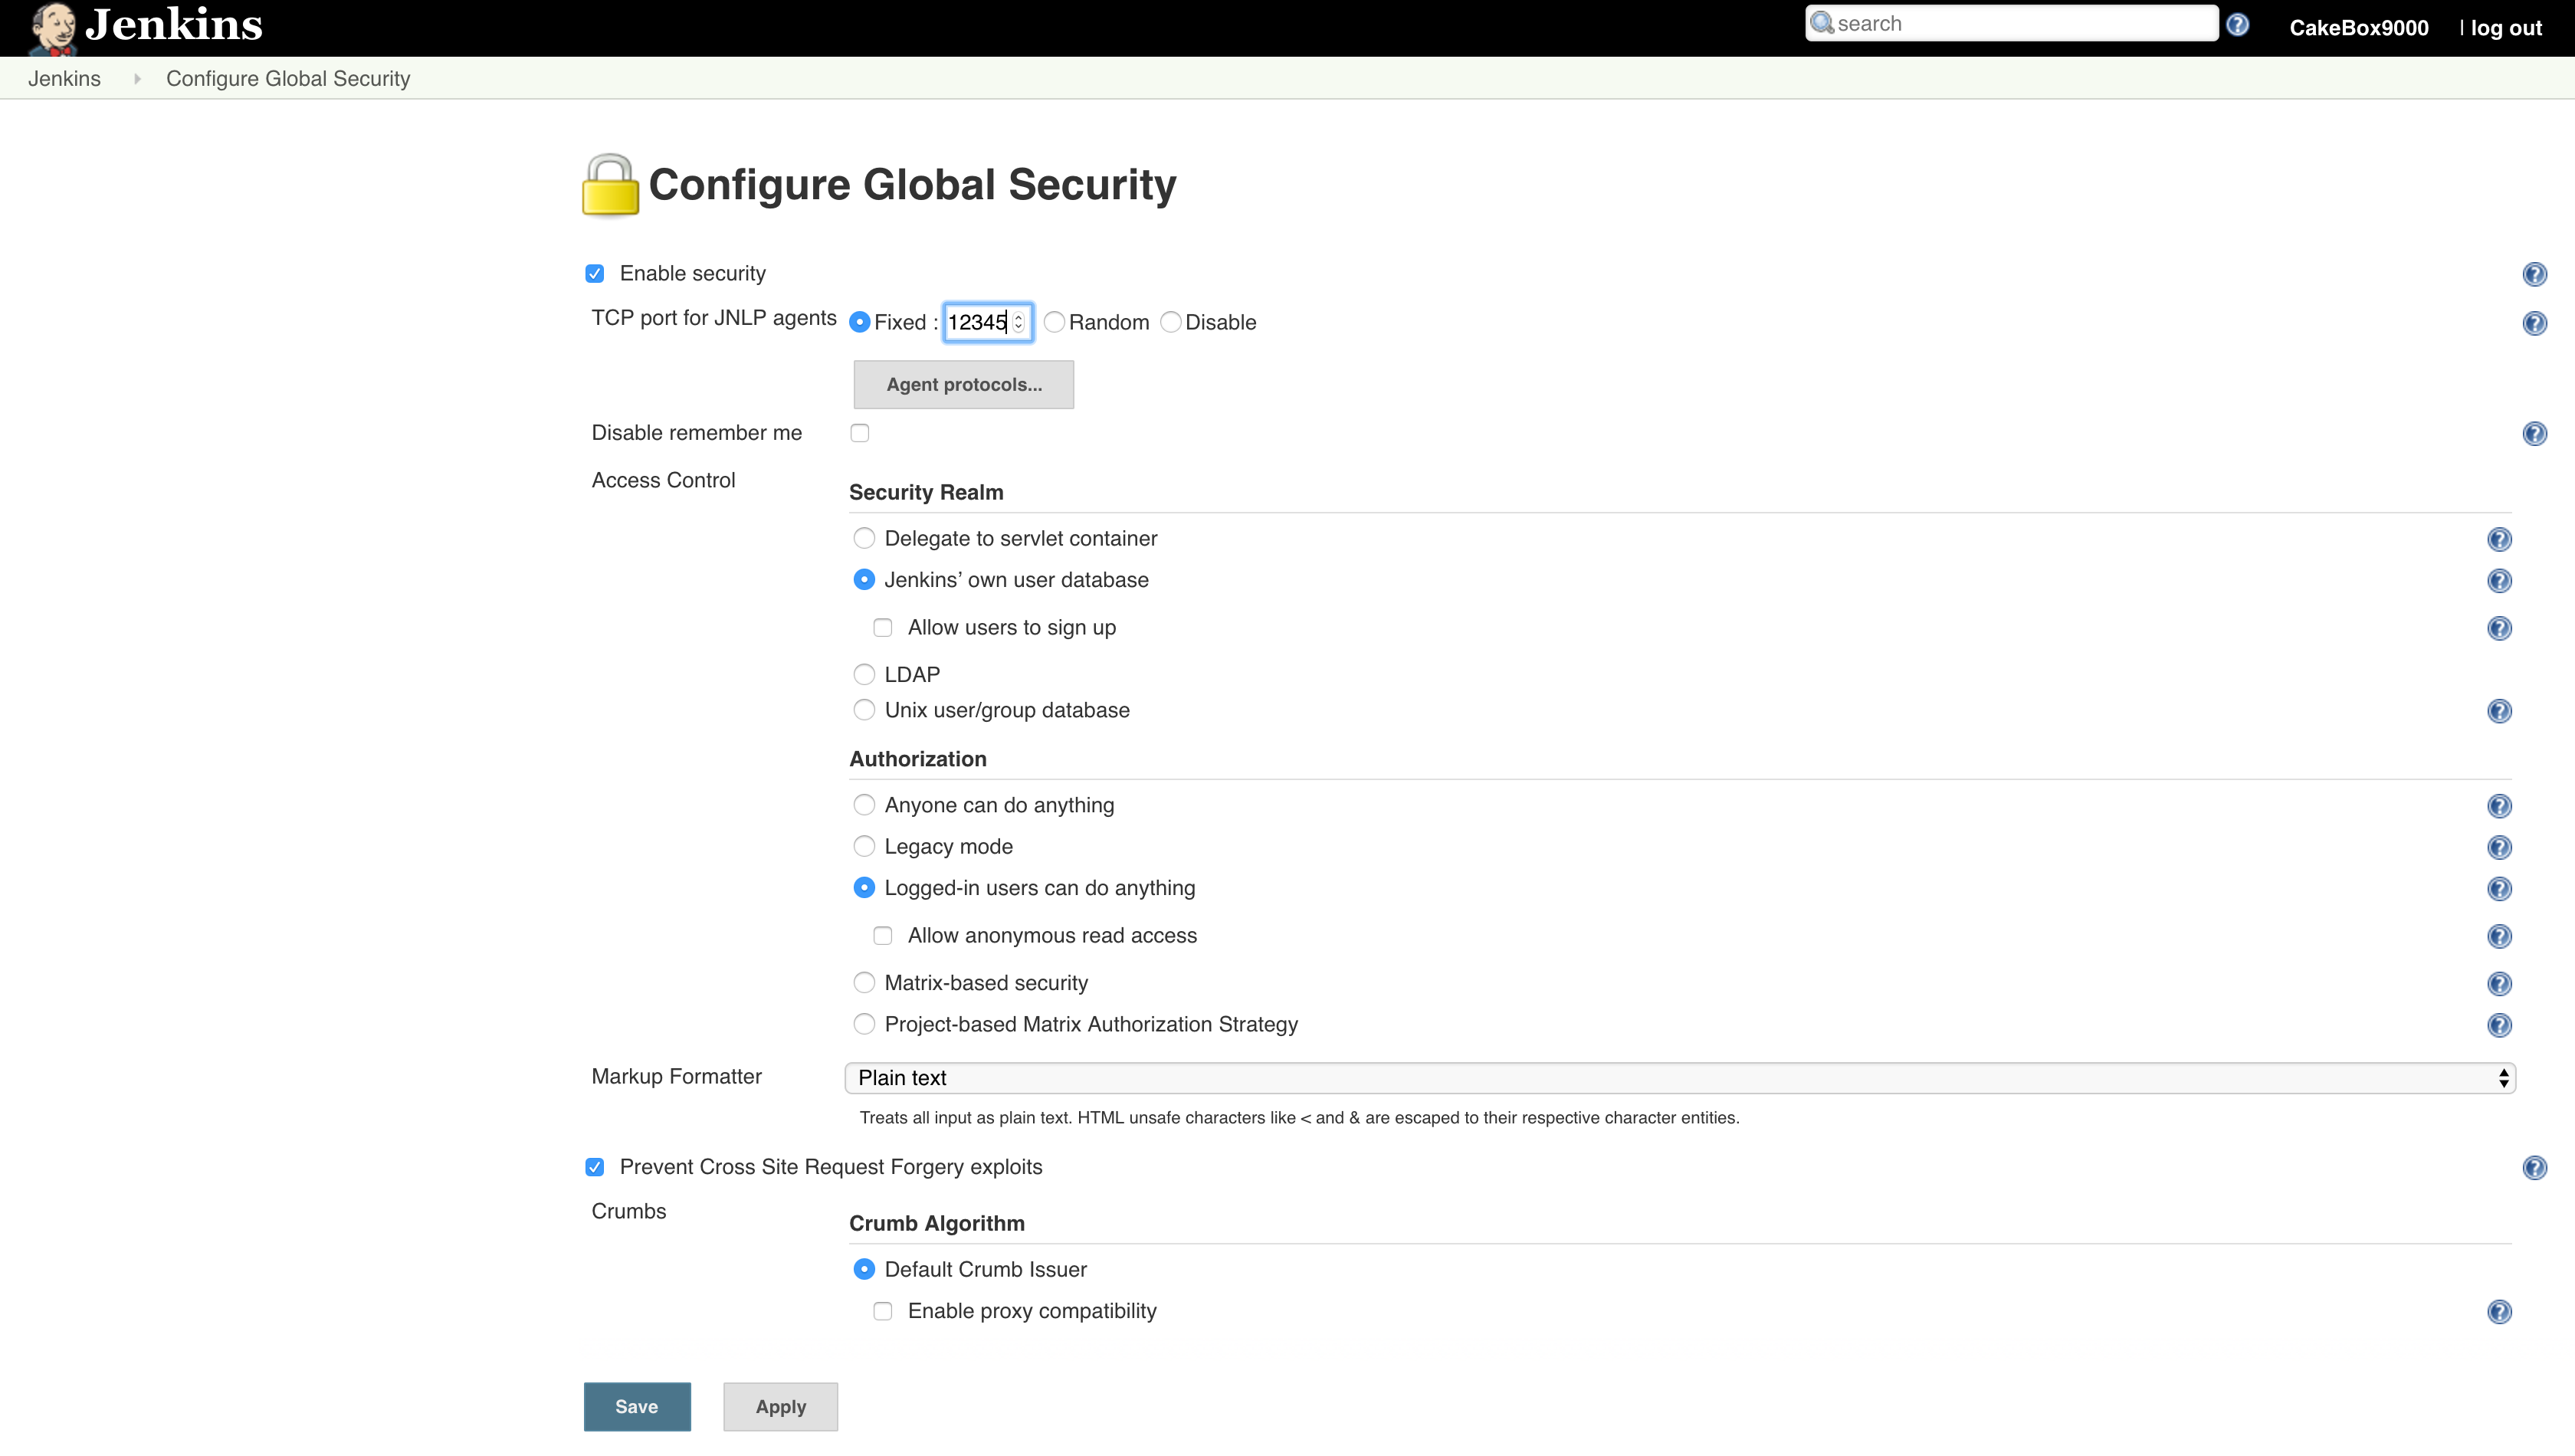 Jenkins
search
CakeBox9000 | log out
Jenkins Configure Global Security
Configure Global Security
Enable security
TCP port for JNLP agents Fixed : 12345 Random Disable
Agent protocols...
Disable remember me
Access Control
Security Realm
Delegate to servlet container
Jenkins’ own user database
Allow users to sign up
LDAP
Unix user/group database
Authorization
Anyone can do anything
Legacy mode
Logged-in users can do anything
Allow anonymous read access
Matrix-based security
Project-based Matrix Authorization Strategy
Markup Formatter Plain text
Treats all input as plain text. HTML unsafe characters like < and & are escaped to their respective character entities.
Prevent Cross Site Request Forgery exploits
Crumbs
Crumb Algorithm
Default Crumb Issuer
Enable proxy compatibility
Save Apply